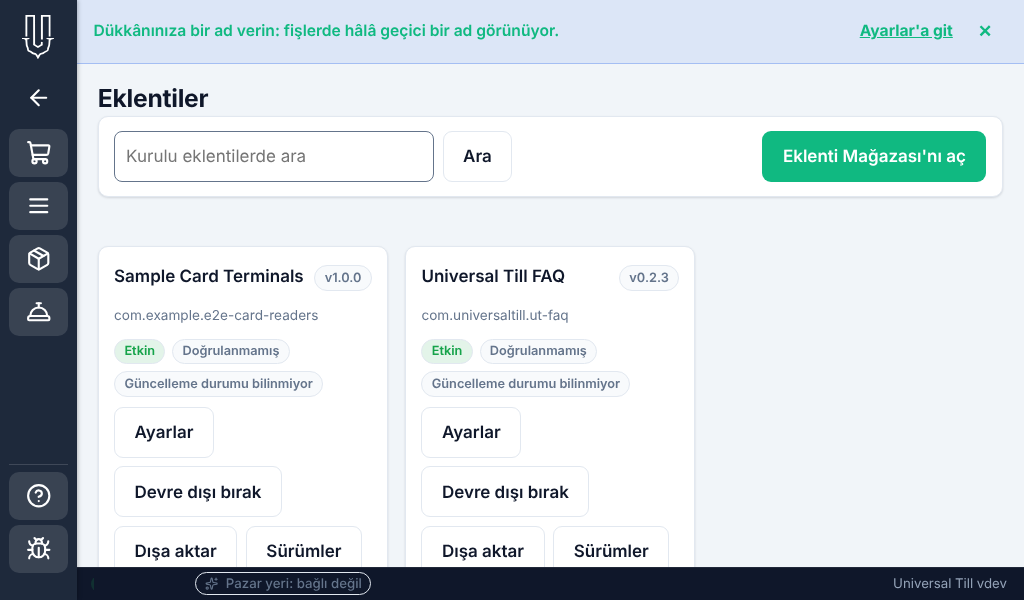 Dükkânınıza bir ad verin: fişlerde hâlâ geçici bir ad görünüyor.
Ayarlar'a git ✕
Eklentiler
Kurulu eklentilerde ara
Ara
Eklenti Mağazası'nı aç
Sample Card Terminals
v1.0.0
com.example.e2e-card-readers
Etkin
Doğrulanmamış
Güncelleme durumu bilinmiyor
Ayarlar
Devre dışı bırak
Dışa aktar
Sürümler
Universal Till FAQ
v0.2.3
com.universaltill.ut-faq
Etkin
Doğrulanmamış
Güncelleme durumu bilinmiyor
Ayarlar
Devre dışı bırak
Dışa aktar
Sürümler
Pazar yeri: bağlı değil
Universal Till vdev